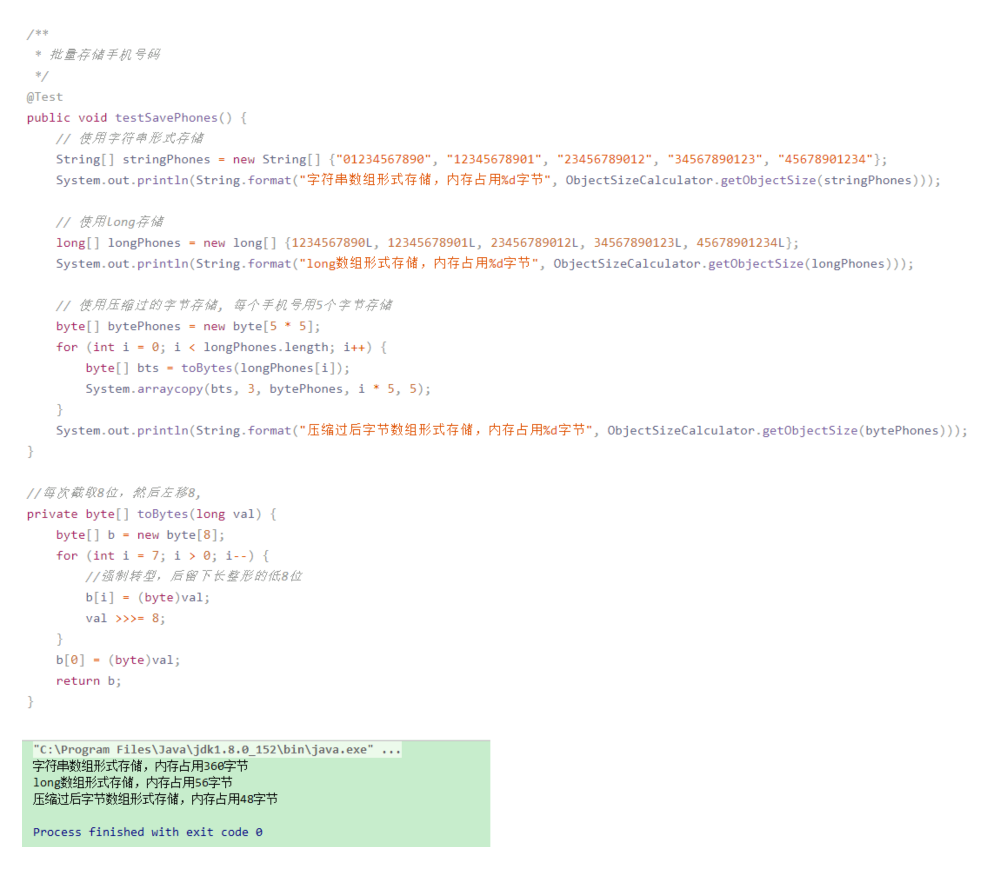 /**
 * 批量存储手机号码
 */
@Test
public void testSavePhones() {
    // 使用字符串形式存储
    String[] stringPhones = new String[] {"01234567890", "12345678901", "23456789012", "34567890123", "45678901234"};
    System.out.println(String.format("字符串数组形式存储，内存占用%d字节", ObjectSizeCalculator.getObjectSize(stringPhones)));

    // 使用long存储
    long[] longPhones = new long[] {1234567890L, 12345678901L, 23456789012L, 34567890123L, 45678901234L};
    System.out.println(String.format("long数组形式存储，内存占用%d字节", ObjectSizeCalculator.getObjectSize(longPhones)));

    // 使用压缩过的字节存储, 每个手机号用5个字节存储
    byte[] bytePhones = new byte[5 * 5];
    for (int i = 0; i < longPhones.length; i++) {
        byte[] bts = toBytes(longPhones[i]);
        System.arraycopy(bts, 3, bytePhones, i * 5, 5);
    }
    System.out.println(String.format("压缩过后字节数组形式存储，内存占用%d字节", ObjectSizeCalculator.getObjectSize(bytePhones)));
}

//每次截取8位，然后左移8,
private byte[] toBytes(long val) {
    byte[] b = new byte[8];
    for (int i = 7; i > 0; i--) {
        //强制转型，后留下长整形的低8位
        b[i] = (byte)val;
        val >>>= 8;
    }
    b[0] = (byte)val;
    return b;
}

"C:\Program Files\Java\jdk1.8.0_152\bin\java.exe" ...
字符串数组形式存储，内存占用360字节
long数组形式存储，内存占用56字节
压缩过后字节数组形式存储，内存占用48字节

Process finished with exit code 0